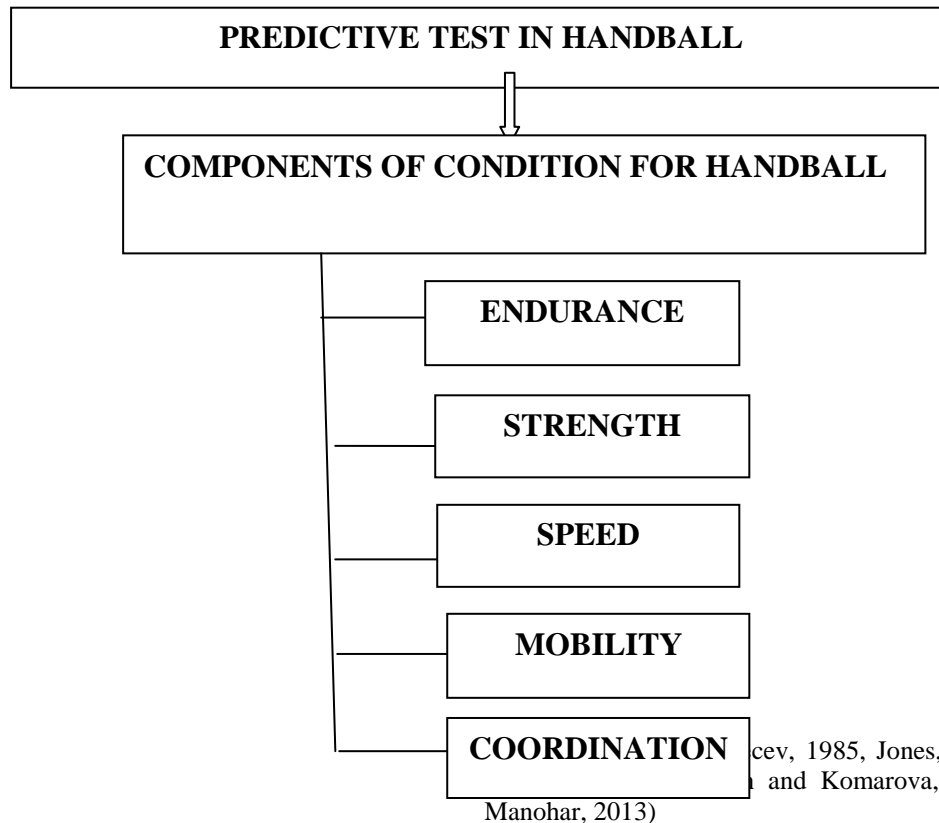 PREDICTIVE TEST IN HANDBALL
COMPONENTS OF CONDITION FOR HANDBALL
ENDURANCE
STRENGTH
SPEED
MOBILITY
COORDINATION
1985, Jones,
and Komarova,
Manohar, 2013)